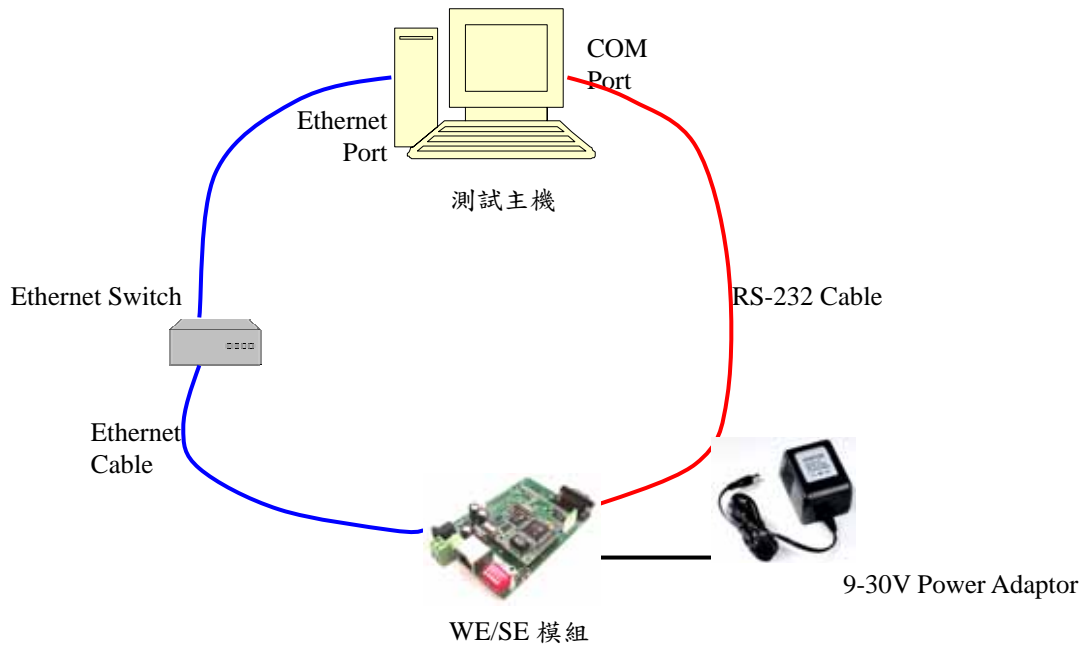 COM
Port
Ethernet
Port
測試主機
Ethernet Switch
RS-232 Cable
Ethernet
Cable
9-30V Power Adaptor
WE/SE 模組